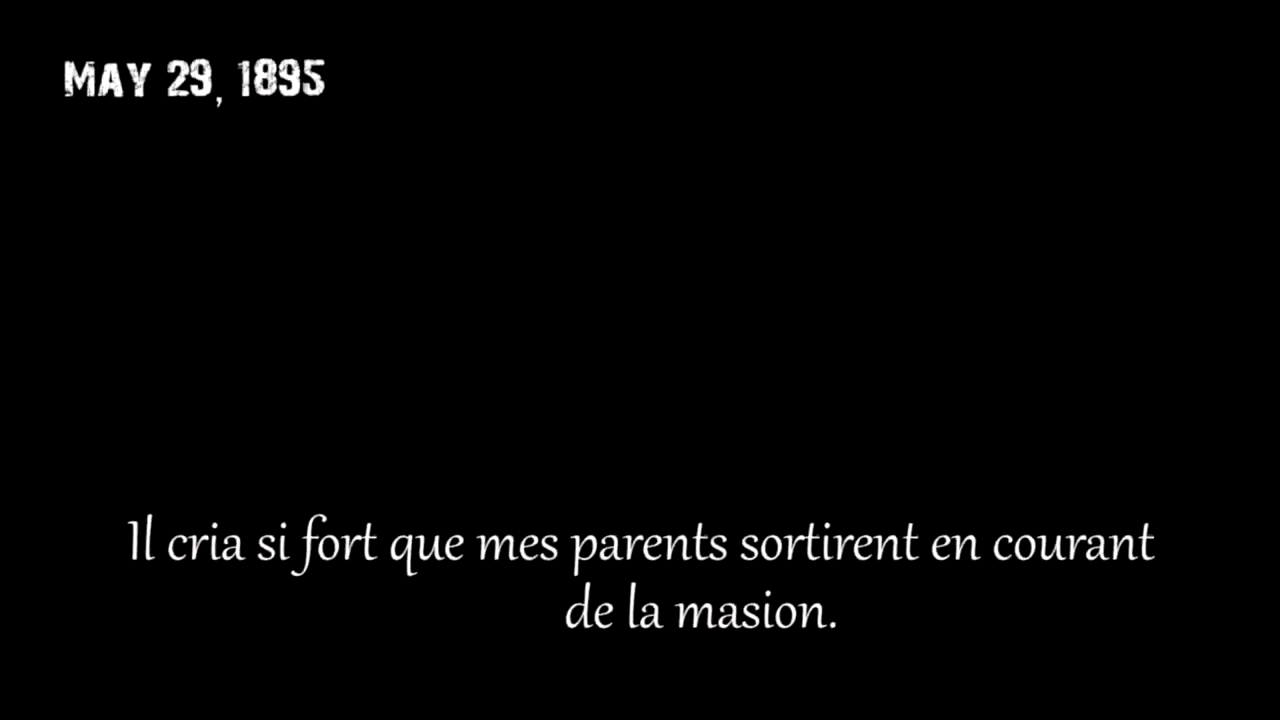 MAY 29, 1895
Il cria si fort que mes parents sortirent en courant
de la masion.